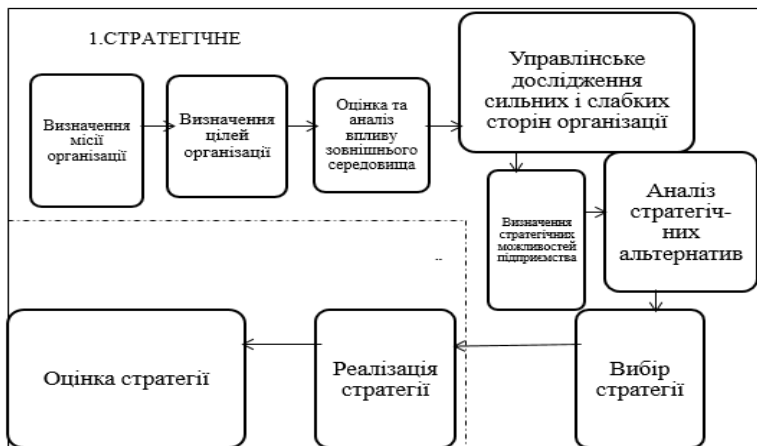 1.СТРАТЕГІЧНЕ
Визначення
місії
організації
Визначення
цілей
організації
Оцінка та
аналіз
впливу
зовнішнього
середовища
Управлінське
дослідження
сильних і слабких
сторін організації
Визначення
стратегічних
можливостей
підприємства
Аналіз
стратегіч-
них
альтернатив
..
Вибір
стратегії
Реалізація
стратегії
Оцінка стратегії